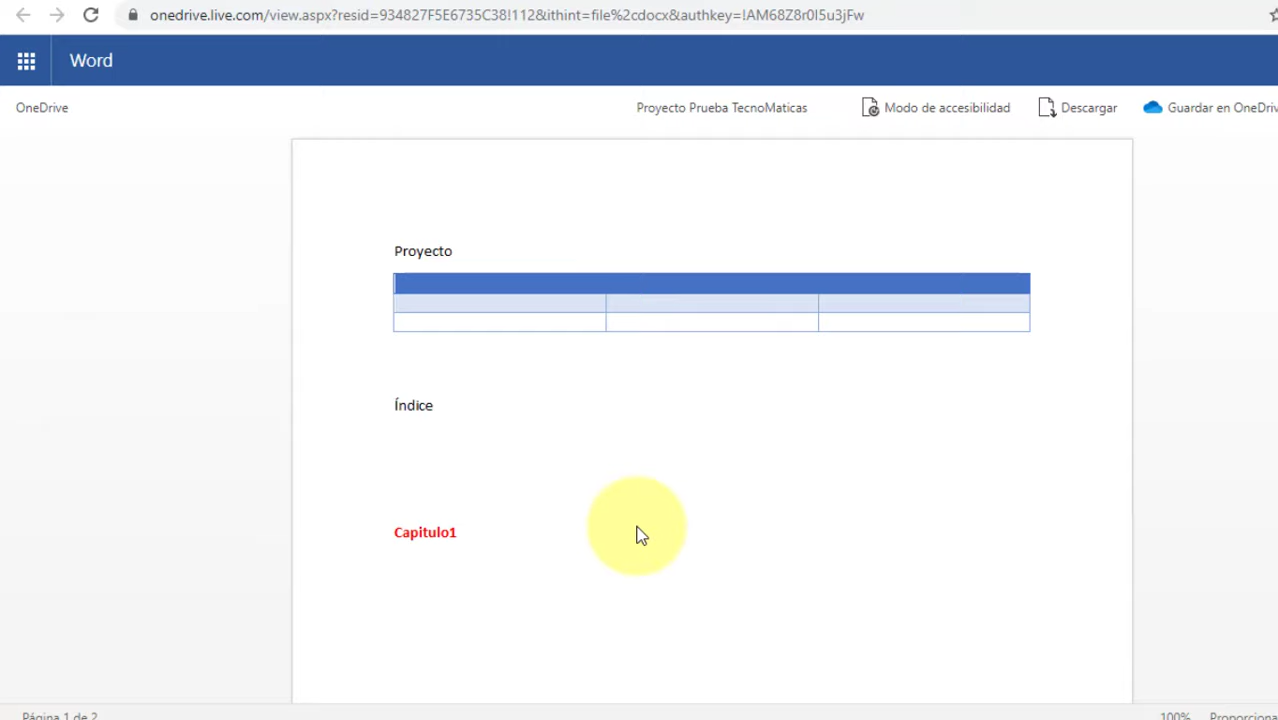 onedrive.live.com/view.aspx?resid=934827F5E6735C38!112&ithint=file%2cdocx&authkey=!AM68Z8r0I5u3jFw
Word
OneDrive
Proyecto Prueba TecnoMaticas
Modo de accesibilidad
Descargar
Guardar en OneDriv
Proyecto
Índice
Capitulo1
Página 1 de 2
100%
Proporciona